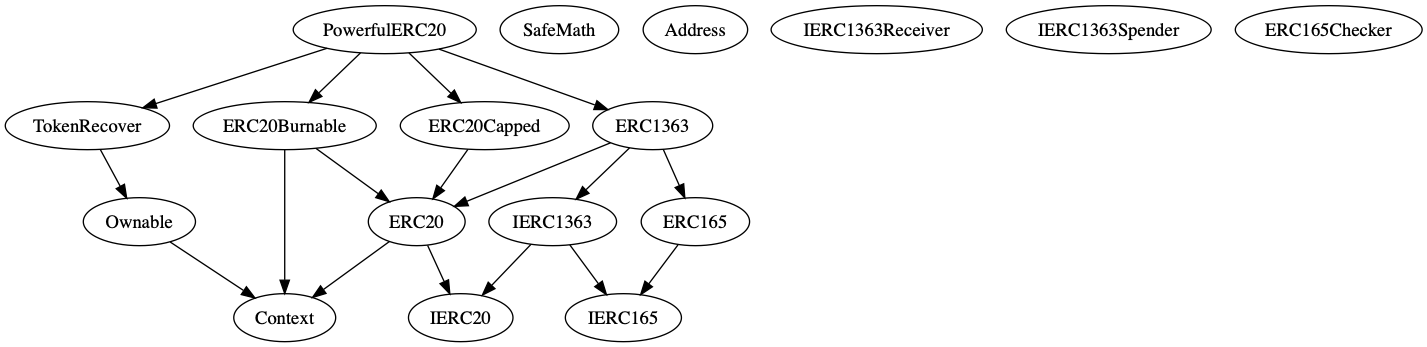 PowerfulERC20
SafeMath
Address
IERC1363Receiver
IERC1363Spender
ERC165Checker
TokenRecover
ERC20Burnable
ERC20Capped
ERC1363
Ownable
ERC20
IERC1363
ERC165
Context
IERC20
IERC165